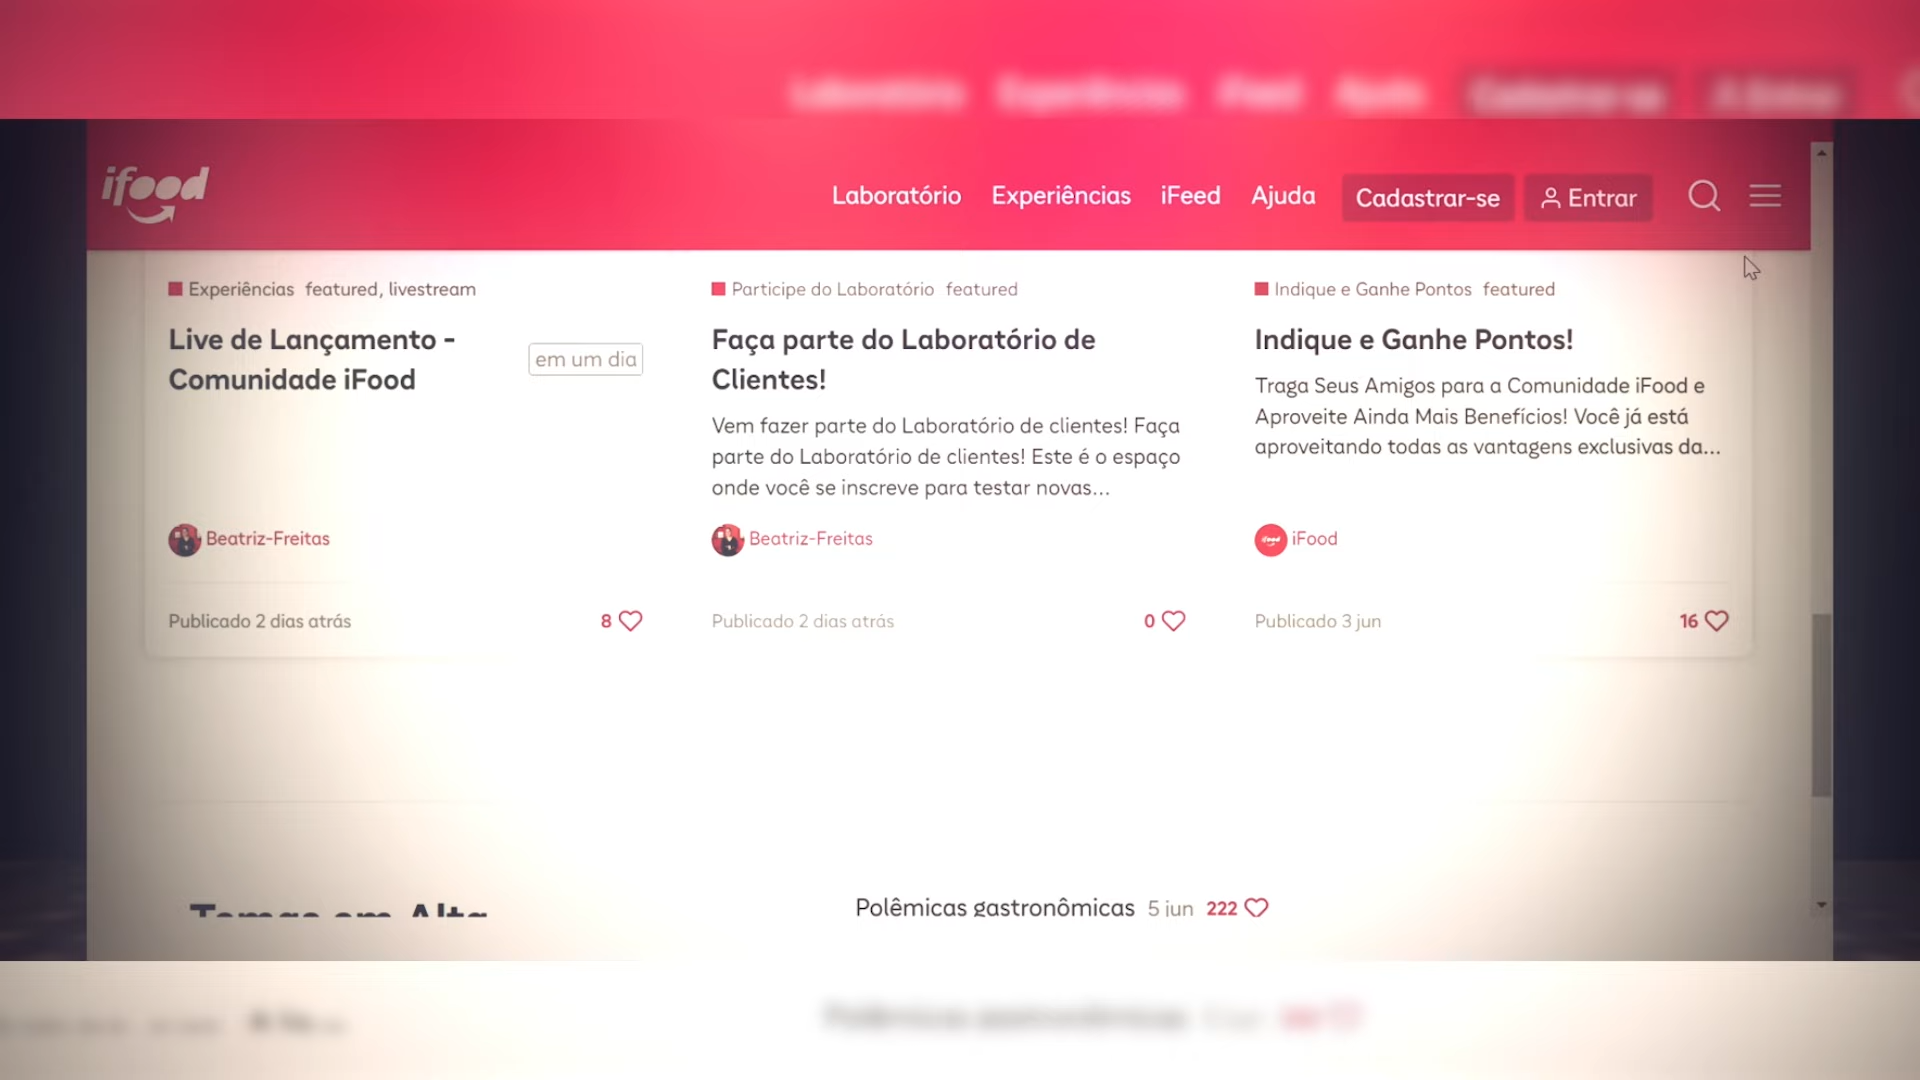 ifood
Laboratório Experiências iFeed Ajuda Cadastrar-se Entrar
Experiências featured, livestream
Live de Lançamento -
Comunidade iFood
em um dia
Beatriz-Freitas
Publicado 2 dias atrás 8
Participe do Laboratório featured
Faça parte do Laboratório de
Clientes!
Vem fazer parte do Laboratório de clientes! Faça
parte do Laboratório de clientes! Este é o espaço
onde você se inscreve para testar novas...
Beatriz-Freitas
Publicado 2 dias atrás 0
Indique e Ganhe Pontos featured
Indique e Ganhe Pontos!
Traga Seus Amigos para a Comunidade iFood e
Aproveite Ainda Mais Benefícios! Você já está
aproveitando todas as vantagens exclusivas da...
iFood
Publicado 3 jun 16
Temas em Alta
Polêmicas gastronômicas 5 jun 222